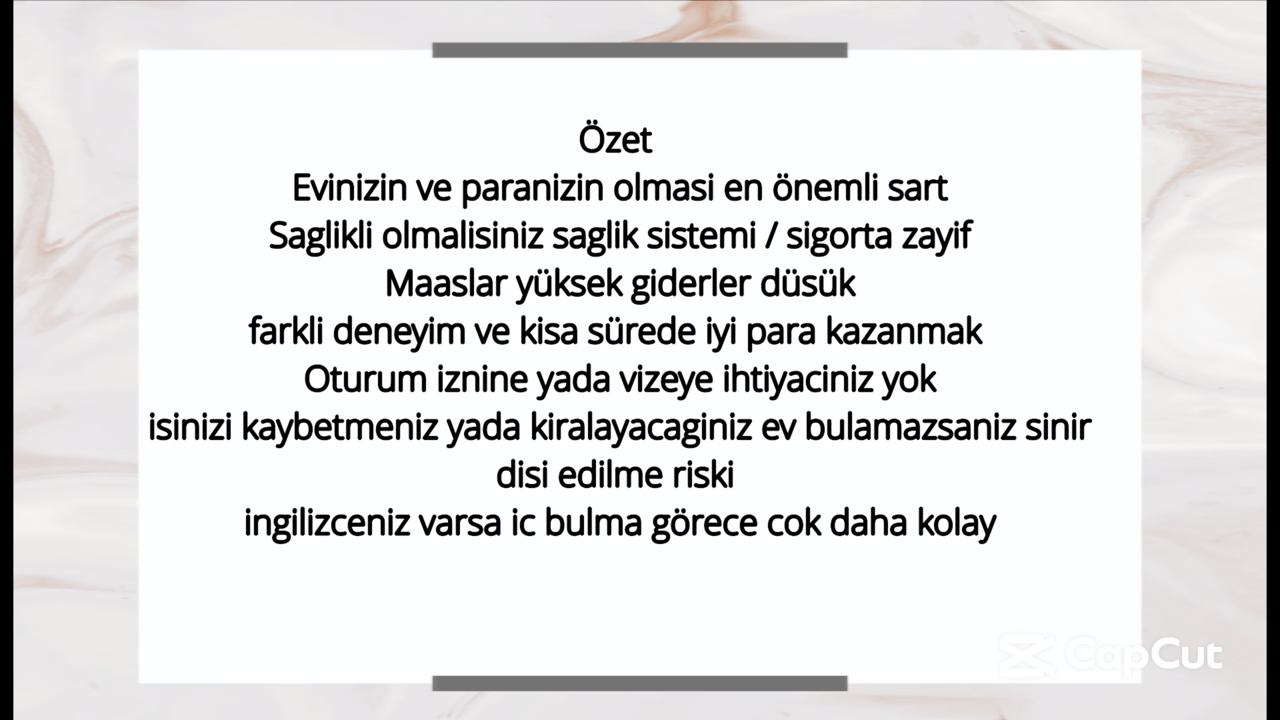 Özet
Evinizin ve paranizin olmasi en önemli sart
Saglikli olmalisiniz saglik sistemi / sigorta zayif
Maaslar yüksek giderler düsük
farkli deneyim ve kisa sürede iyi para kazanmak
Oturum iznine yada vizeye ihtiyaciniz yok
isinizi kaybetmeniz yada kiralayacaginiz ev bulamazsaniz sinir
disi edilme riski
ingilizceniz varsa ic bulma görece cok daha kolay
CapCut